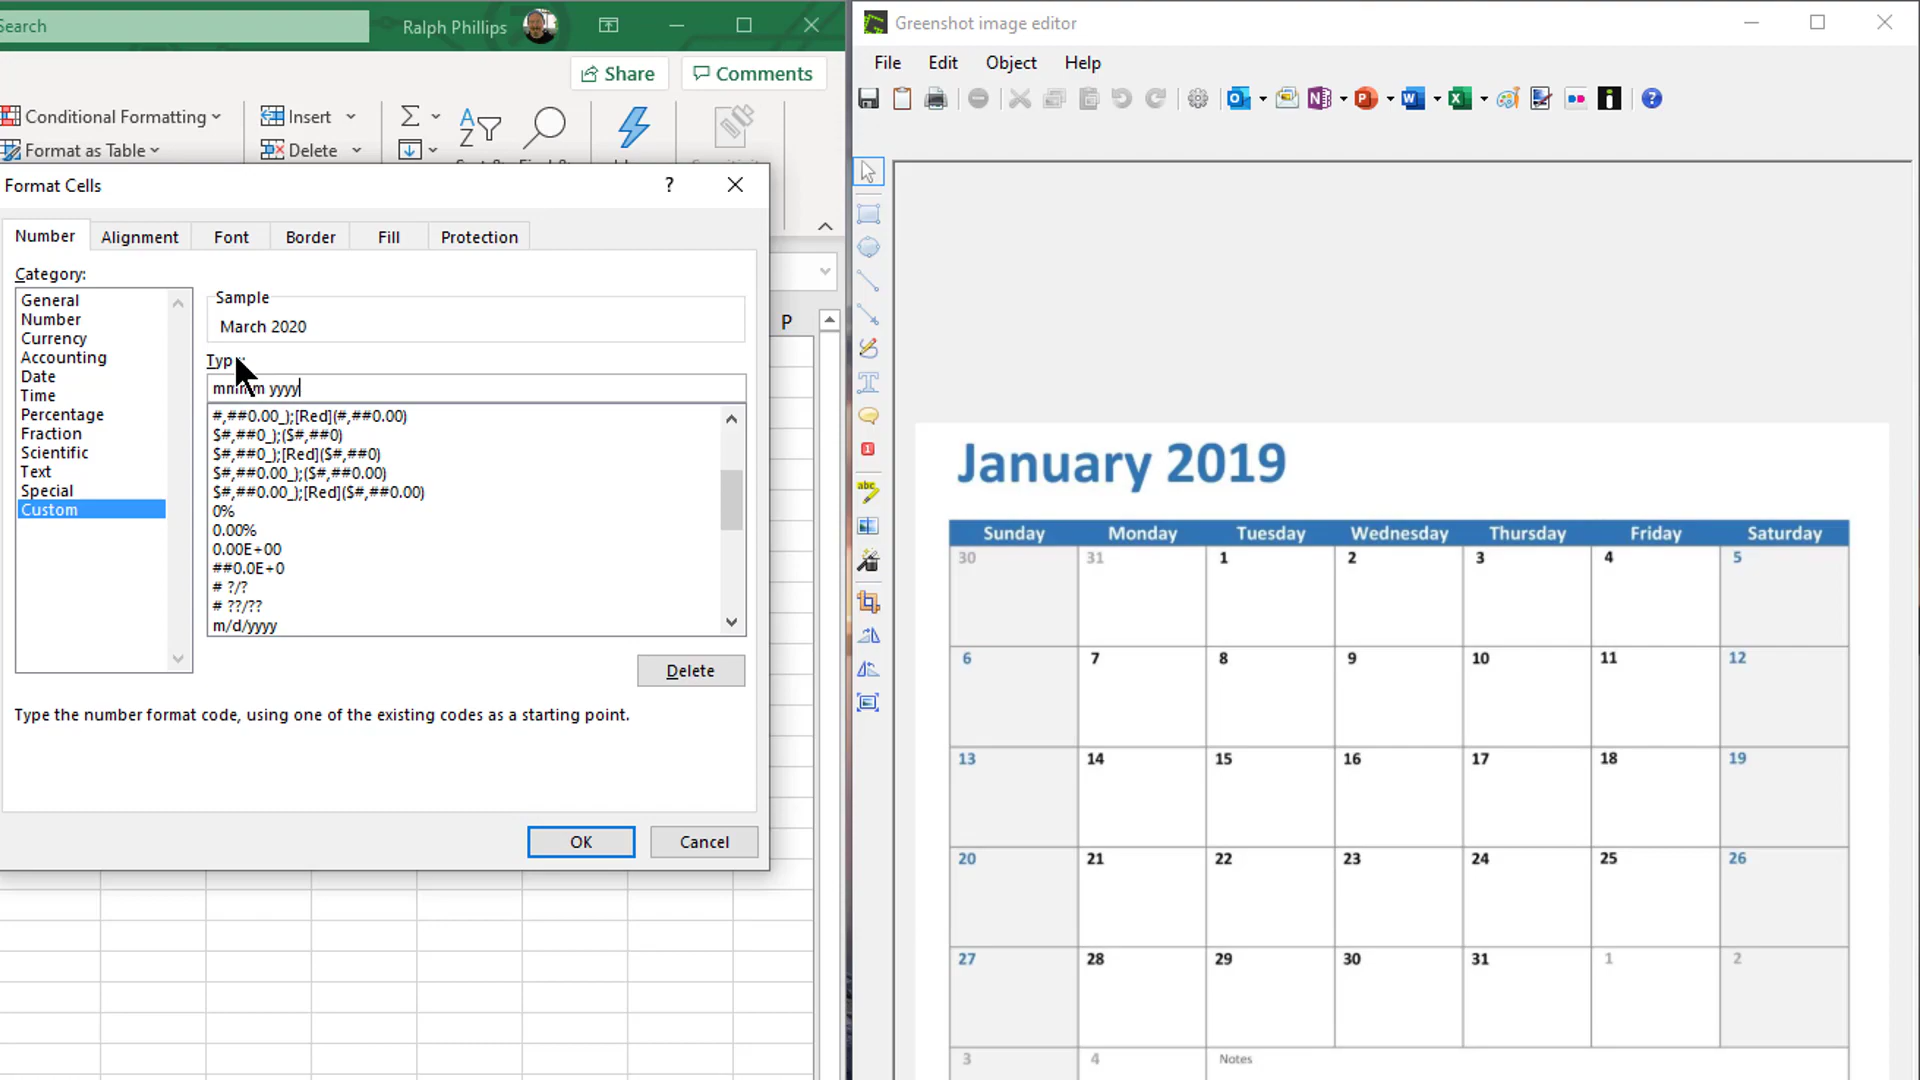 Search
Ralph Phillips
Share
Comments
Conditional Formatting
Insert
Format as Table
Delete
Format Cells
?
Number
Alignment
Font
Border
Fill
Protection
Category:
General
Number
Currency
Accounting
Date
Time
Percentage
Fraction
Scientific
Text
Special
Custom
Sample
March 2020
mmmm yyyy
#,##0.00_);[Red](#,##0.00)
$#,##0_);($#,##0)
$#,##0_);[Red]($#,##0)
$#,##0.00_);($#,##0.00)
$#,##0.00_);[Red]($#,##0.00)
0%
0.00%
0.00E+00
##0.0E+0
# ?/?
# ??/??
m/d/yyyy
Delete
Type the number format code, using one of the existing codes as a starting point.
OK
Cancel
P
Greenshot image editor
File Edit Object Help
January 2019
Sunday Monday Tuesday Wednesday Thursday Friday Saturday
30 31 1 2 3 4 5
6 7 8 9 10 11 12
13 14 15 16 17 18 19
20 21 22 23 24 25 26
27 28 29 30 31 1 2
3 4 Notes